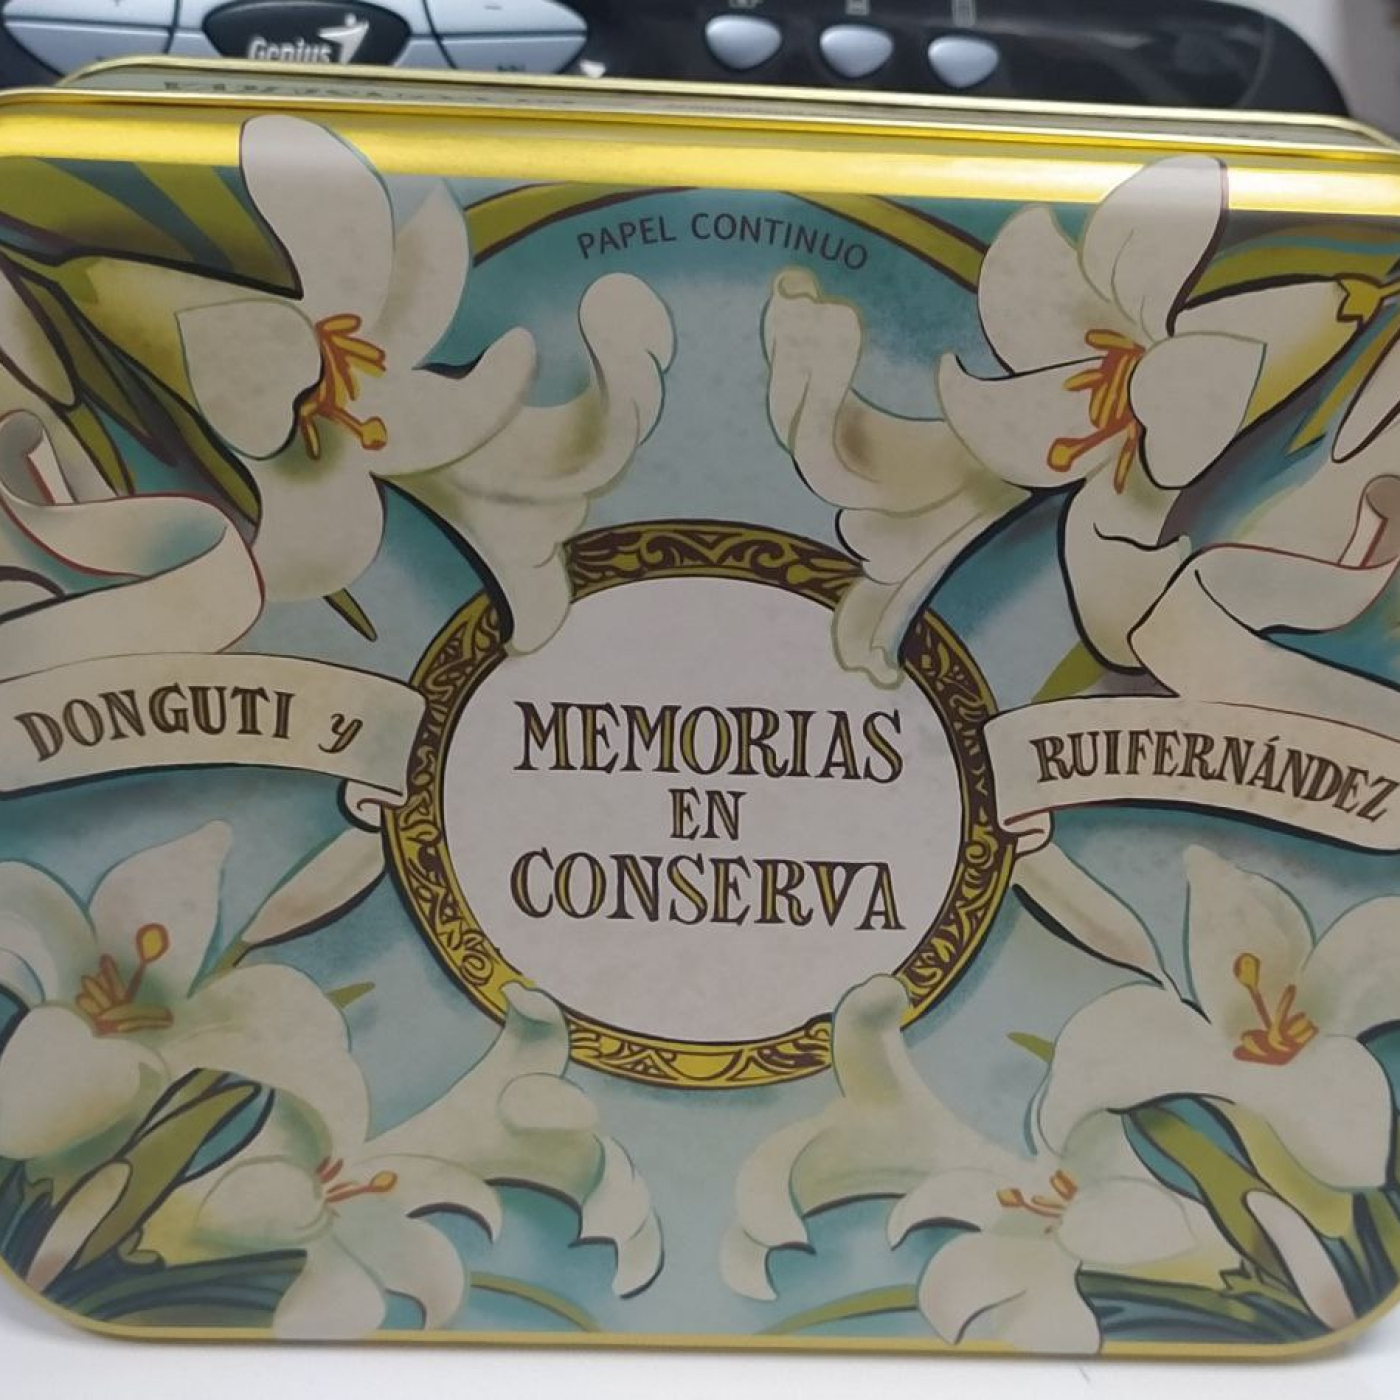 Genius
PAPEL CONTINUO
DONGUTI y
MEMORIAS
EN
CONSERVA
RUIFERNÁNDEZ